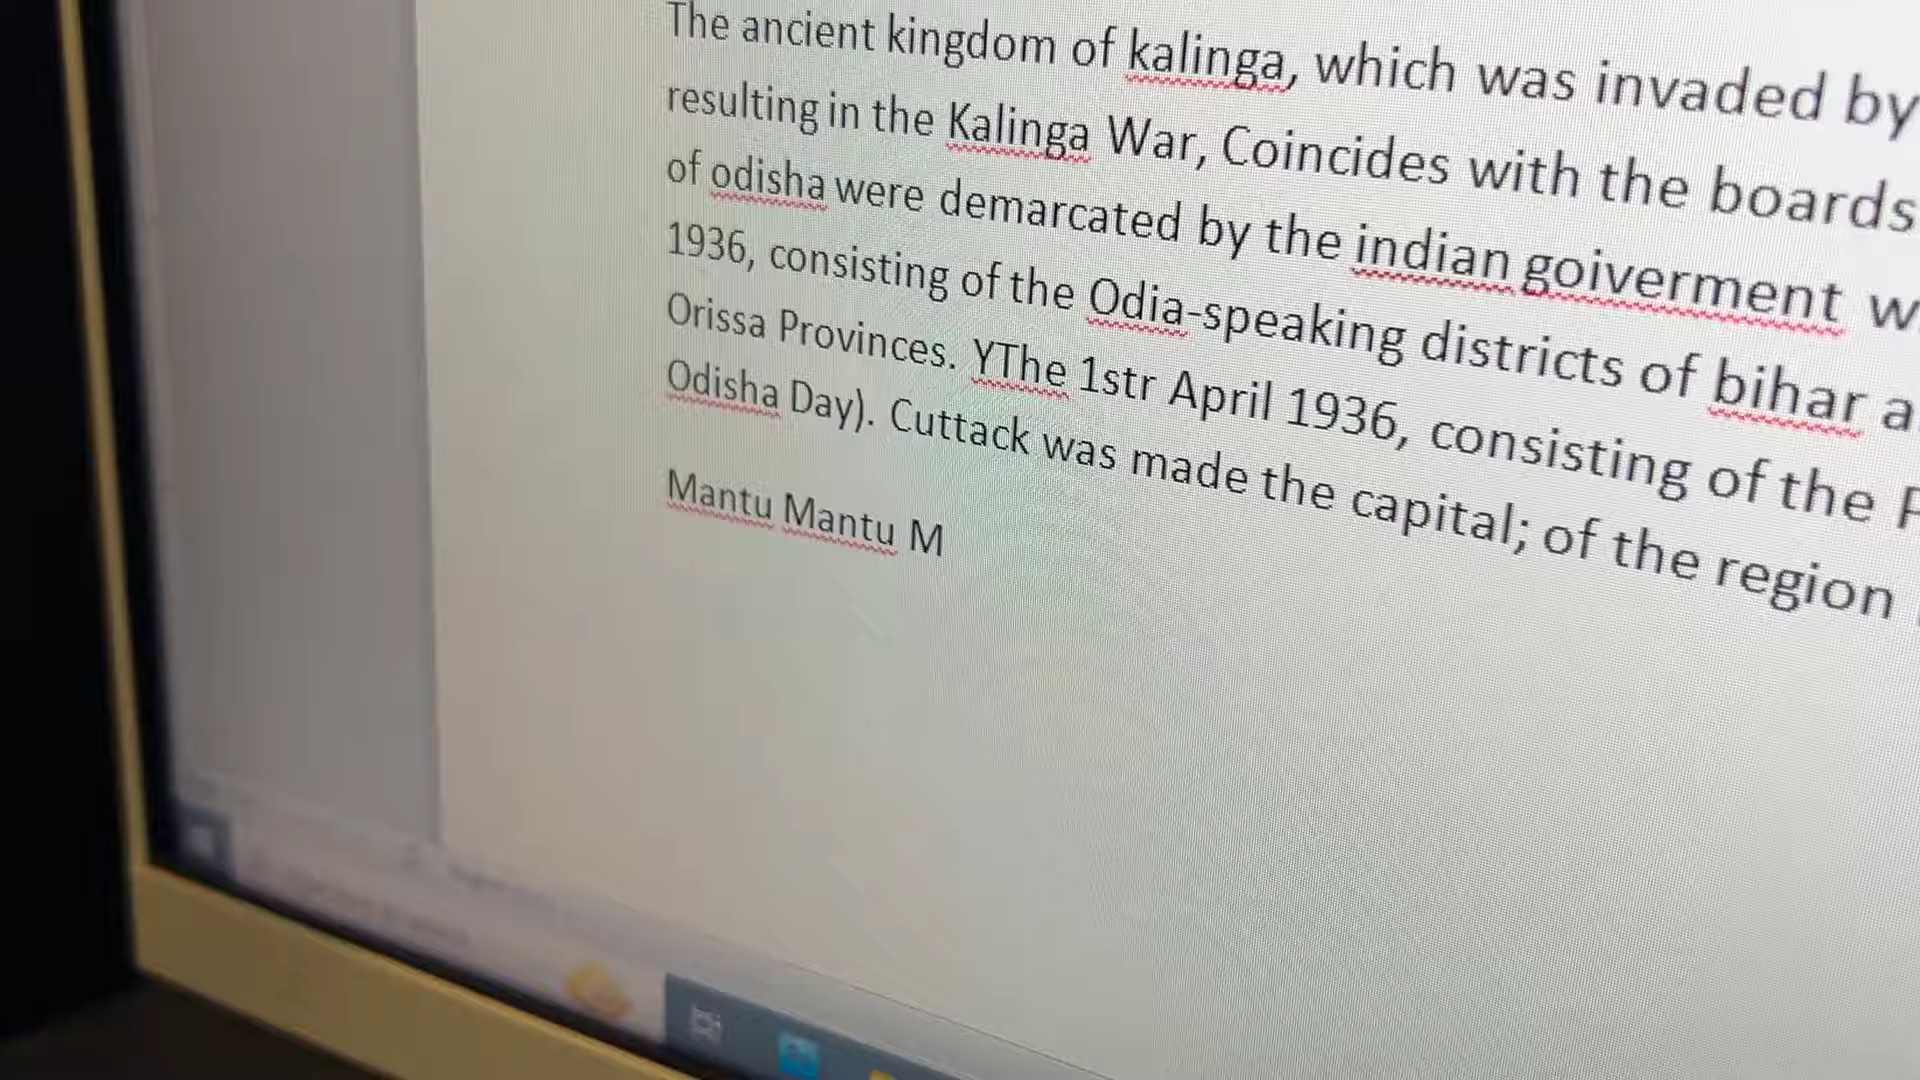 The ancient kingdom of kalinga, which was invaded by
resulting in the Kalinga War, Coincides with the boards
of odisha were demarcated by the indian goiverment
1936, consisting of the Odia-speaking districts of bihar
Orissa Provinces. YThe 1str April 1936, consisting of the
Odisha Day). Cuttack was made the capital; of the region
Mantu Mantu M